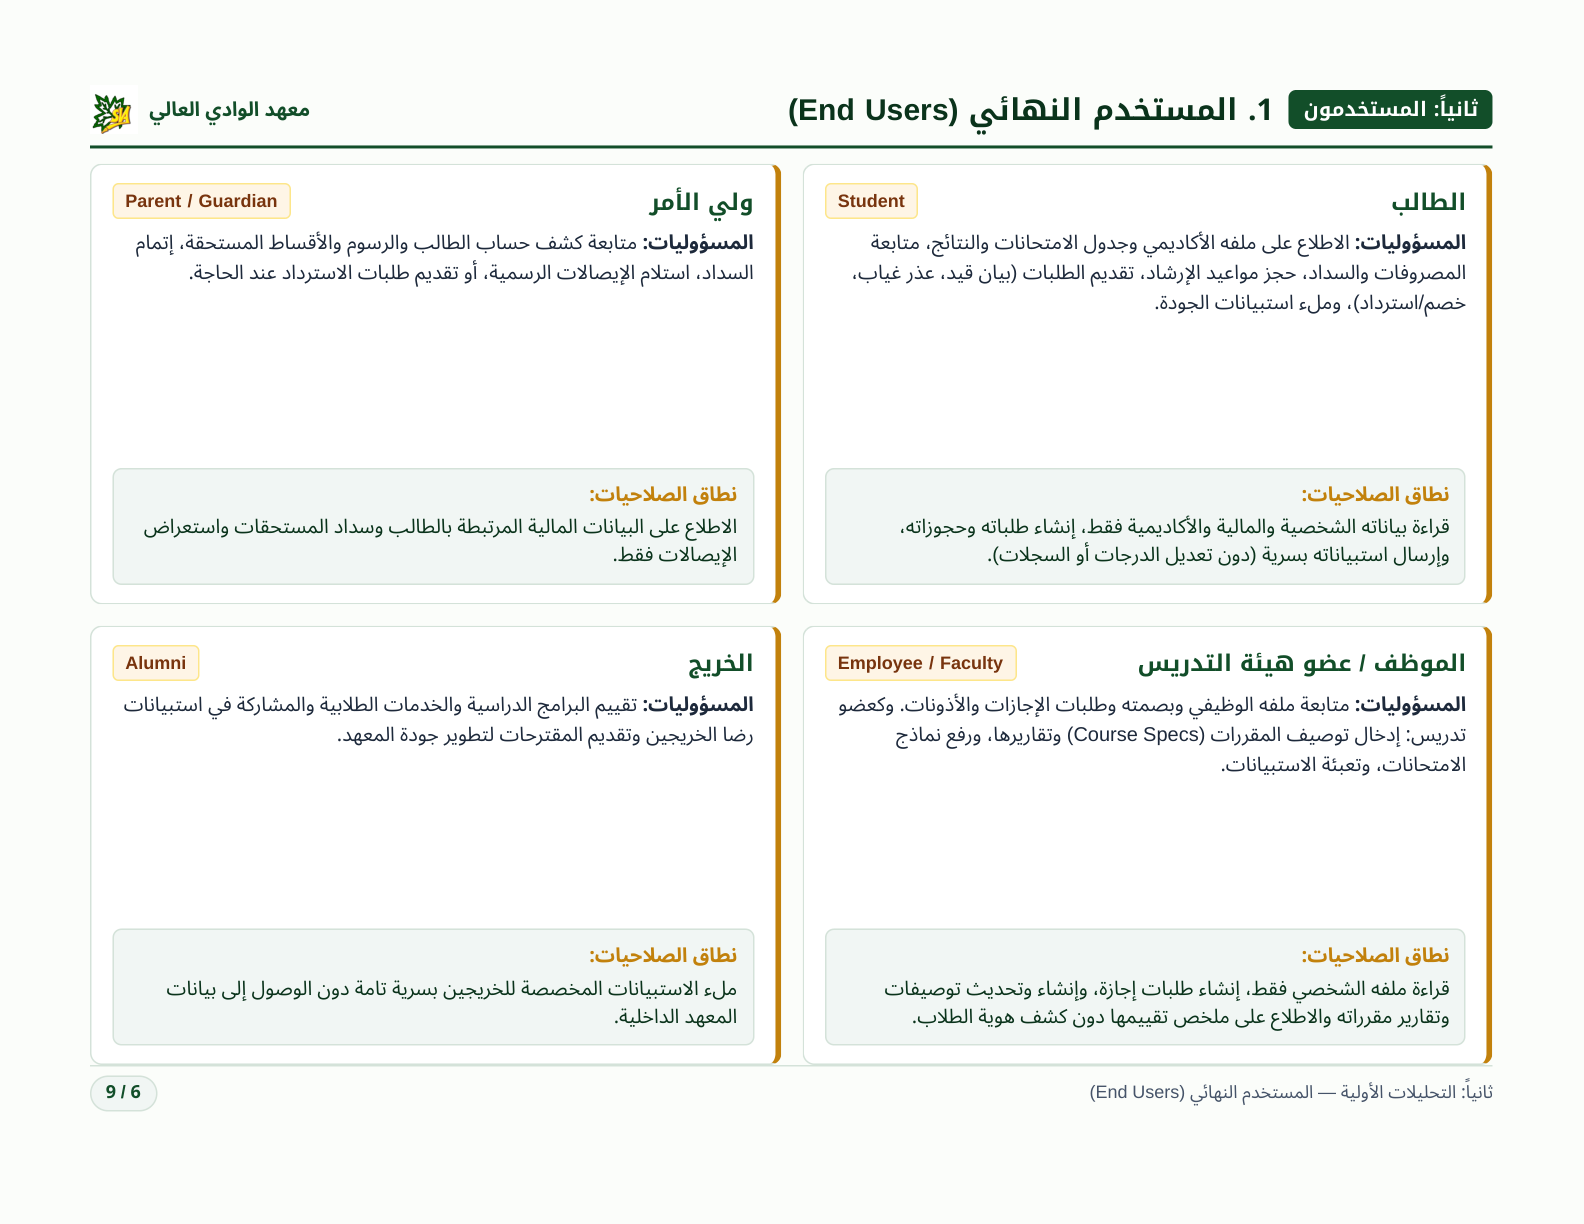 ثانياً: المستخدمون
1. المستخدم النهائي (End Users)
معهد الوادي العالي
الطالب
Student
المسؤوليات: الاطلاع على ملفه الأكاديمي وجدول الامتحانات والنتائج، متابعة
المصروفات والسداد، حجز مواعيد الإرشاد، تقديم الطلبات (بيان قيد، عذر غياب،
خصم/استرداد)، وملء استبيانات الجودة.
نطاق الصلاحيات:
قراءة بياناته الشخصية والمالية والأكاديمية فقط، إنشاء طلباته وحجوزاته،
وإرسال استبياناته بسرية (دون تعديل الدرجات أو السجلات).
ولي الأمر
Parent / Guardian
المسؤوليات: متابعة كشف حساب الطالب والرسوم والأقساط المستحقة، إتمام
السداد، استلام الإيصالات الرسمية، أو تقديم طلبات الاسترداد عند الحاجة.
نطاق الصلاحيات:
الاطلاع على البيانات المالية المرتبطة بالطالب وسداد المستحقات واستعراض
الإيصالات فقط.
الموظف / عضو هيئة التدريس
Employee / Faculty
المسؤوليات: متابعة ملفه الوظيفي وبصمته وطلبات الإجازات والأذونات. وكعضو
تدريس: إدخال توصيف المقررات (Course Specs) وتقاريرها، ورفع نماذج
الامتحانات، وتعبئة الاستبيانات.
نطاق الصلاحيات:
قراءة ملفه الشخصي فقط، إنشاء طلبات إجازة، وإنشاء وتحديث توصيفات
وتقارير مقرراته والاطلاع على ملخص تقييمها دون كشف هوية الطلاب.
الخريج
Alumni
المسؤوليات: تقييم البرامج الدراسية والخدمات الطلابية والمشاركة في استبيانات
رضا الخريجين وتقديم المقترحات لتطوير جودة المعهد.
نطاق الصلاحيات:
ملء الاستبيانات المخصصة للخريجين بسرية تامة دون الوصول إلى بيانات
المعهد الداخلية.
ثانياً: التحليلات الأولية — المستخدم النهائي (End Users)
9 / 6